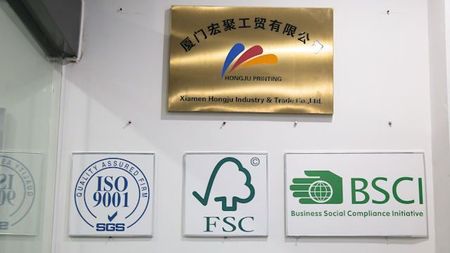 厦门宏聚工贸有限公司
HONGJU PRINTING
Xiamen Hongju Industry & Trade Co.,Ltd.
QUALITY ASSURED FIRM
ISO
9001
SGS
©
FSC
BSCI
Business Social Compliance Initiative